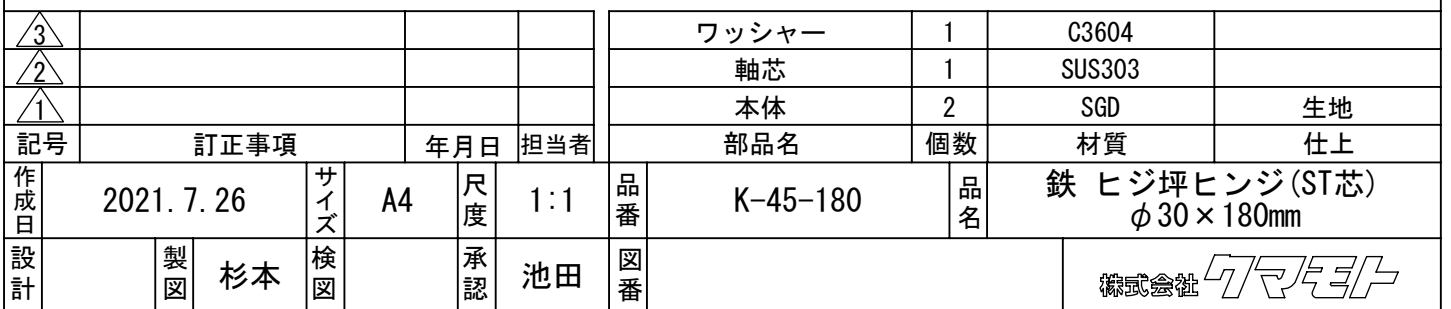 3 ワッシャー 1 C3604
2 軸芯 1 SUS303
1 本体 2 SGD 生地
記号 訂正事項 年月日 担当者 部品名 個数 材質 仕上
作成日 2021.7.26 サイズ A4 尺度 1:1 品番 K-45-180 品名 鉄 ヒジ坪ヒンジ(ST芯)
φ30×180mm
設計 製図 杉本 検図 承認 池田 図番 株式会社クマモト